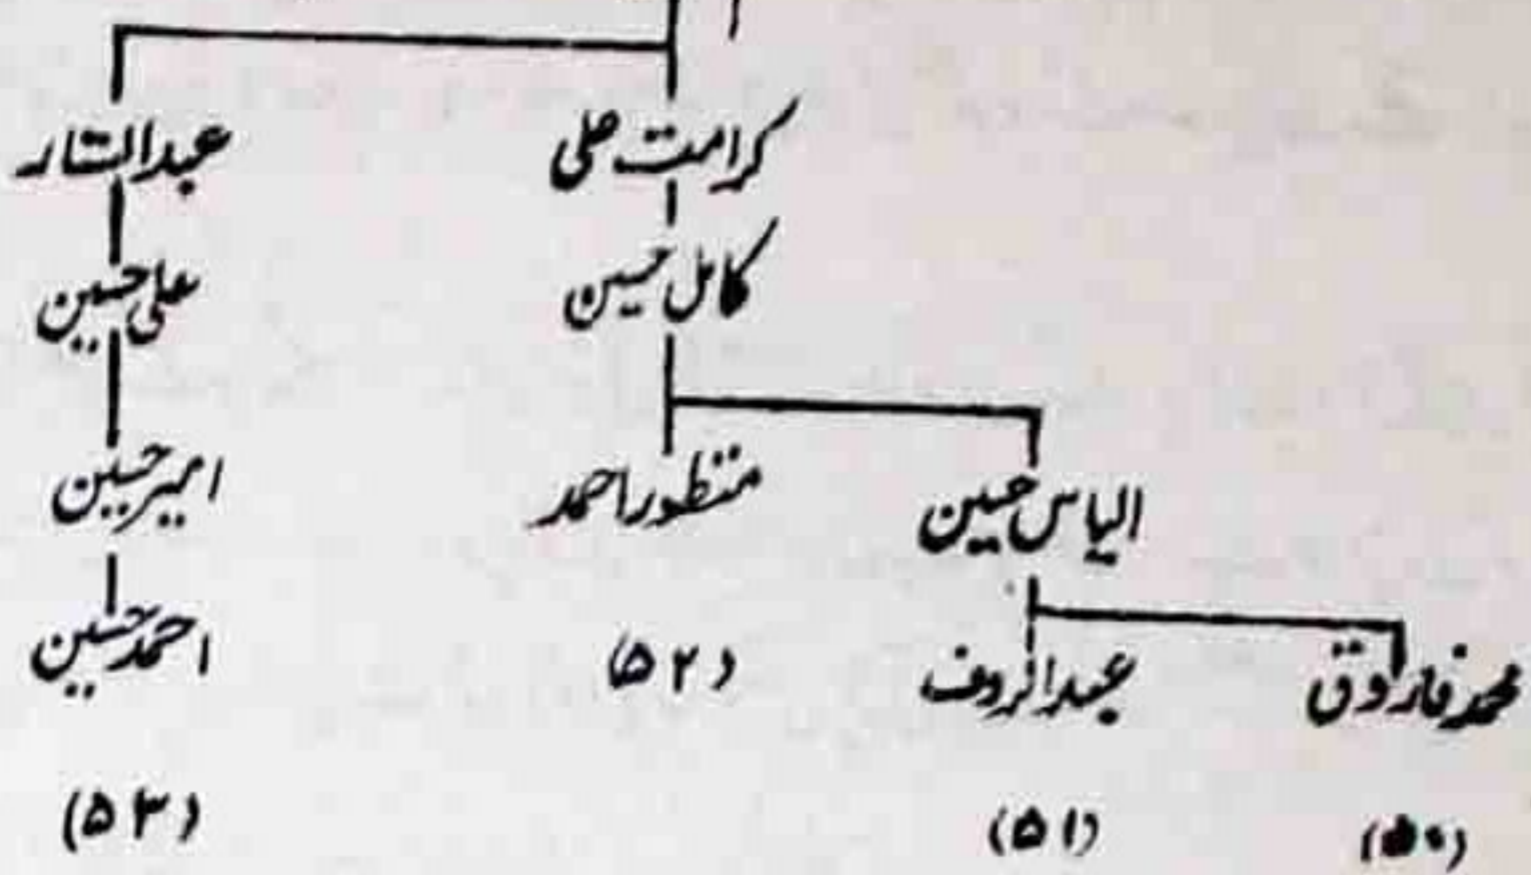 کرامت علی	عبدالستار
کامل حسین	علی حسین
الیاس حسین	منظور احمد	امیر حسین
محمد فاروق	عبدالروف	(۵۲)	احمد حسین
(۵۰)	(۵۱)	(۵۳)